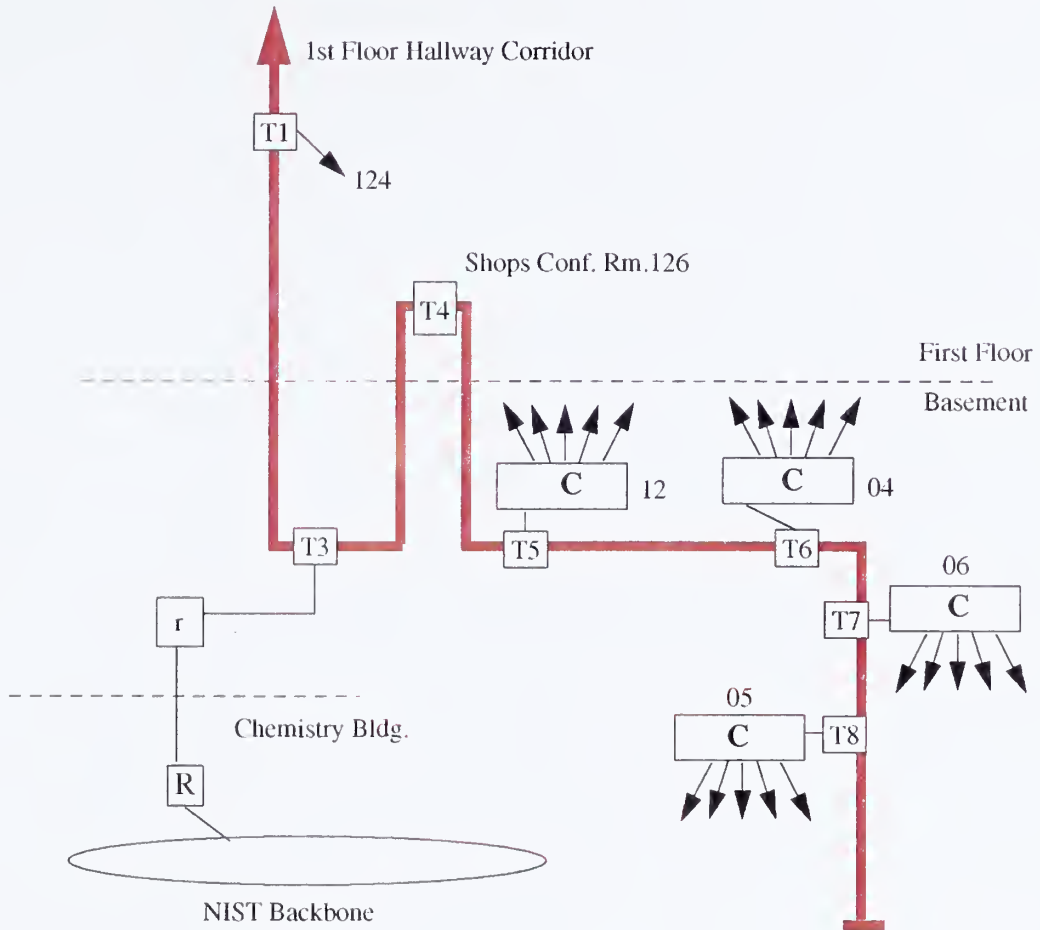 1st Floor Hallway Corridor
T1
124
Shops Conf. Rm.126
T4
First Floor
Basement
C
12
C
04
T3
T5
T6
06
C
r
T7
05
Chemistry Bldg.
C
T8
R
NIST Backbone